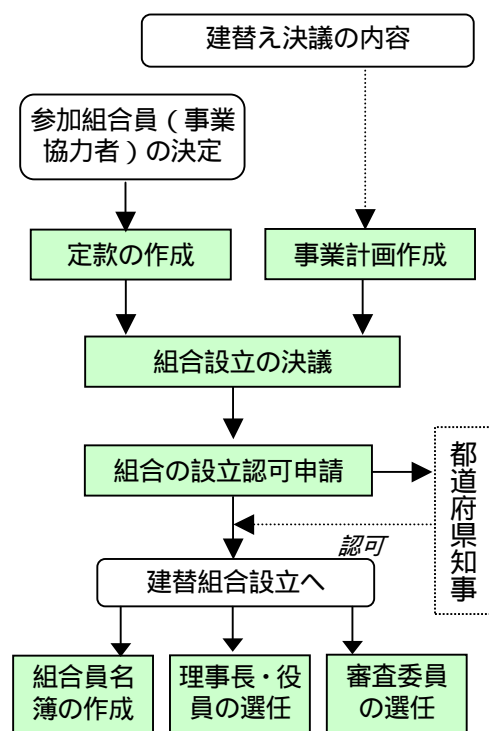 建替え決議の内容
参加組合員（事業
協力者）の決定
定款の作成
事業計画作成
組合設立の決議
組合の設立認可申請
都道府県知事
認可
建替組合設立へ
組合員名
簿の作成
理事長・役
員の選任
審査委員
の選任